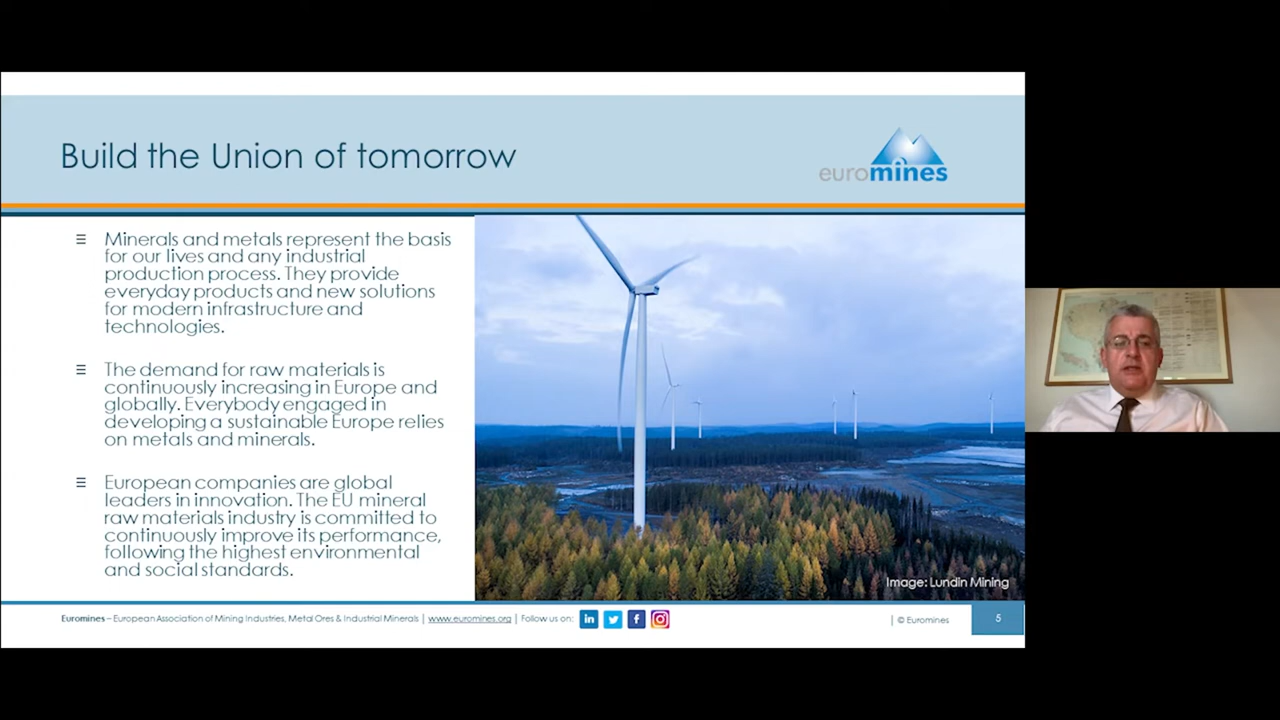 Build the Union of tomorrow
euromines
Minerals and metals represent the basis
for our lives and any industrial
production process. They provide
everyday products and new solutions
for modern infrastructure and
technologies.
The demand for raw materials is
continuously increasing in Europe and
globally. Everybody engaged in
developing a sustainable Europe relies
on metals and minerals.
European companies are global
leaders in innovation. The EU mineral
raw materials industry is committed to
continuously improve its performance,
following the highest environmental
and social standards.
Image: Lundin Mining
Euromines – European Association of Mining Industries, Metal Ores & Industrial Minerals | www.euromines.org | Follow us on:
| © Euromines
5